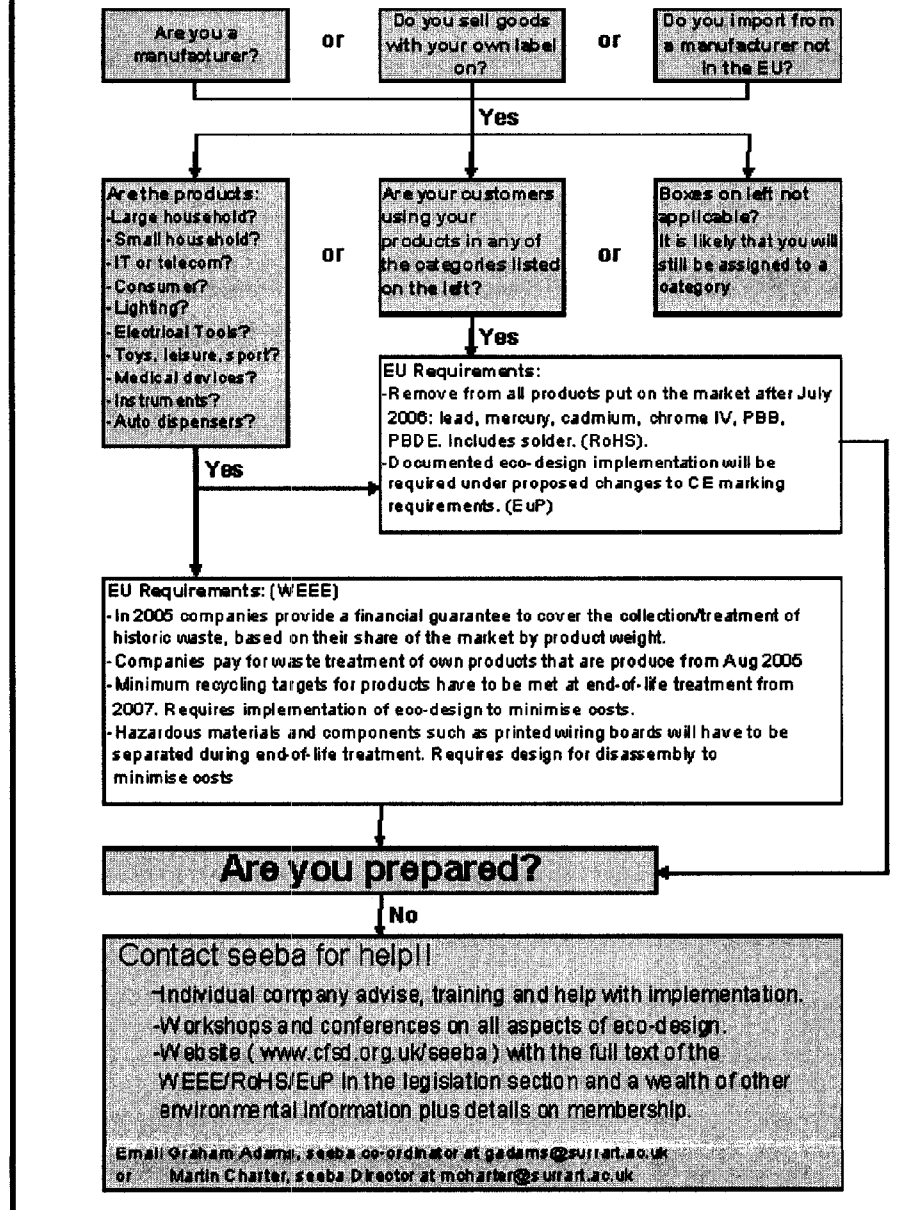 Are you a
manufacturer?
or
Do you sell goods
with your own label
on?
or
Do you import from
a manufacturer not
in the EU?
Yes
Are the products:
-Large household?
- Small household?
- IT or telecom?
- Consumer?
- Lighting?
- Electrical Tools?
- Toys, leisure, sport?
- Medical devices?
- Instruments?
- Auto dispensers?
or
Are your customers
using your
products in any of
the categories listed
on the left?
or
Boxes on left not
applicable?
It is likely that you will
still be assigned to a
category
Yes
EU Requirements:
-Remove from all products put on the market after July
2006: lead, mercury, cadmium, chrome IV, PBB,
PBDE. Includes solder. (RoHS).
-Documented eco-design implementation will be
required under proposed changes to CE marking
requirements. (EuP)
Yes
EU Requirements: (WEEE)
- In 2005 companies provide a financial guarantee to cover the collection/treatment of
historic waste, based on their share of the market by product weight.
- Companies pay for waste treatment of own products that are produce from Aug 2005
- Minimum recycling targets for products have to be met at end-of-life treatment from
2007. Requires implementation of eco-design to minimise costs.
- Hazardous materials and components such as printed wiring boards will have to be
separated during end-of-life treatment. Requires design for disassembly to
minimise costs
Are you prepared?
No
Contact seeba for help!!
-Individual company advise, training and help with implementation.
-Workshops and conferences on all aspects of eco-design.
-Website ( www.cfsd.org.uk/seeba ) with the full text of the
WEEE/RoHS/EuP in the legislation section and a wealth of other
environmental information plus details on membership.
Email Graham Adams, seeba co-ordinator at gadams@surrart.ac.uk
or Martin Charter, seeba Director at mcharter@surrart.ac.uk